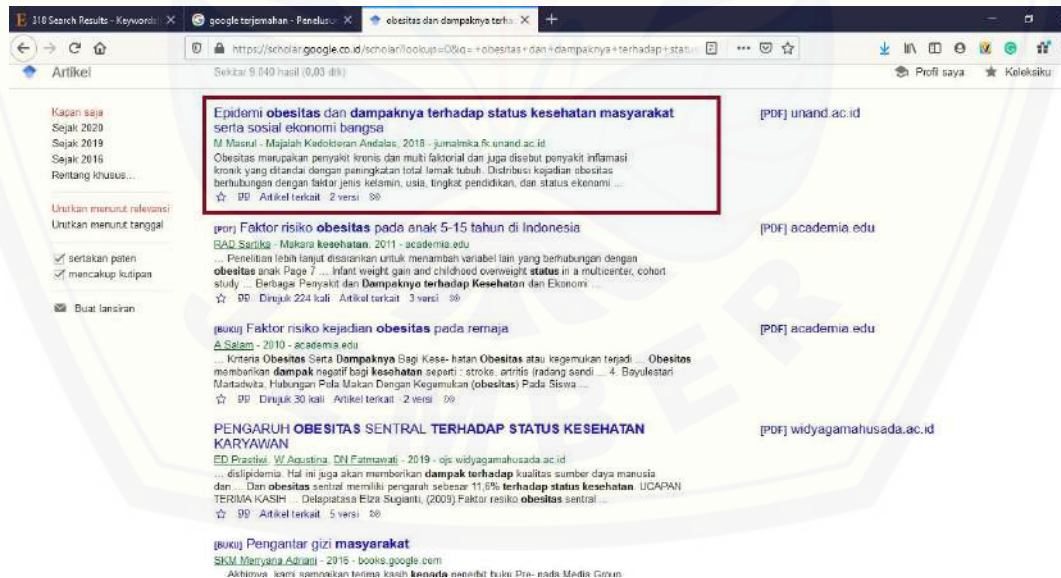 318 Search Results - Keywords:
google terjemahan - Penelusur
obesitas dan dampaknya terha
https://scholar.google.co.id/scholar?lookup=0&q=+obesitas+dan+dampaknya+terhadap+statu
Artikel
Sekitar 9.040 hasil (0,03 dtk)
Profil saya
Koleksiku
Kapan saja
Sejak 2020
Sejak 2019
Sejak 2016
Rentang khusus...
Urutkan menurut relevansi
Urutkan menurut tanggal
sertakan paten
mencakup kutipan
Buat lansiran
Epidemi obesitas dan dampaknya terhadap status kesehatan masyarakat
serta sosial ekonomi bangsa
M Masrul - Majalah Kedokteran Andalas, 2018 - jurnalmka.fk.unand.ac.id
Obesitas merupakan penyakit kronis dan multi faktorial dan juga disebut penyakit inflamasi
kronik yang ditandai dengan peningkatan total lemak tubuh. Distribusi kejadian obesitas
berhubungan dengan faktor jenis kelamin, usia, tingkat pendidikan, dan status ekonomi ...
Artikel terkait 2 versi
[PDF] unand.ac.id
[PDF] Faktor risiko obesitas pada anak 5-15 tahun di Indonesia
RAD Sartika - Makara kesehatan, 2011 - academia.edu
... Penelitian lebih lanjut disarankan untuk menambah variabel lain yang berhubungan dengan
obesitas anak Page 7 ... Infant weight gain and childhood overweight status in a multicenter, cohort
study ... Berbagai Penyakit dan Dampaknya terhadap Kesehatan dan Ekonomi ...
Dirujuk 224 kali Artikel terkait 3 versi
[PDF] academia.edu
[BUKU] Faktor risiko kejadian obesitas pada remaja
A Salam - 2010 - academia.edu
... Kriteria Obesitas Serta Dampaknya Bagi Kese- hatan Obesitas atau kegemukan terjadi ... Obesitas
memberikan dampak negatif bagi kesehatan seperti : stroke, artritis (radang sendi ... 4. Bayulestari
Martadwita, Hubungan Pola Makan Dengan Kegemukan (obesitas) Pada Siswa ...
Dirujuk 30 kali Artikel terkait 2 versi
[PDF] academia.edu
PENGARUH OBESITAS SENTRAL TERHADAP STATUS KESEHATAN
KARYAWAN
ED Prastiwi, W Agustina, DN Fatmawati - 2019 - ojs.widyagamahusada.ac.id
... dislipidemia. Hal ini juga akan memberikan dampak terhadap kualitas sumber daya manusia
dan ... Dan obesitas sentral memiliki pengaruh sebesar 11,6% terhadap status kesehatan. UCAPAN
TERIMA KASIH ... Delapratasa Elza Sugianti, (2009).Faktor resiko obesitas sentral ...
Artikel terkait 5 versi
[PDF] widyagamahusada.ac.id
[BUKU] Pengantar gizi masyarakat
SKM Merryana Adriani - 2016 - books.google.com
... Akhirnya, kami sampaikan terima kasih kepada penerbit buku Pre- nada Media Group,